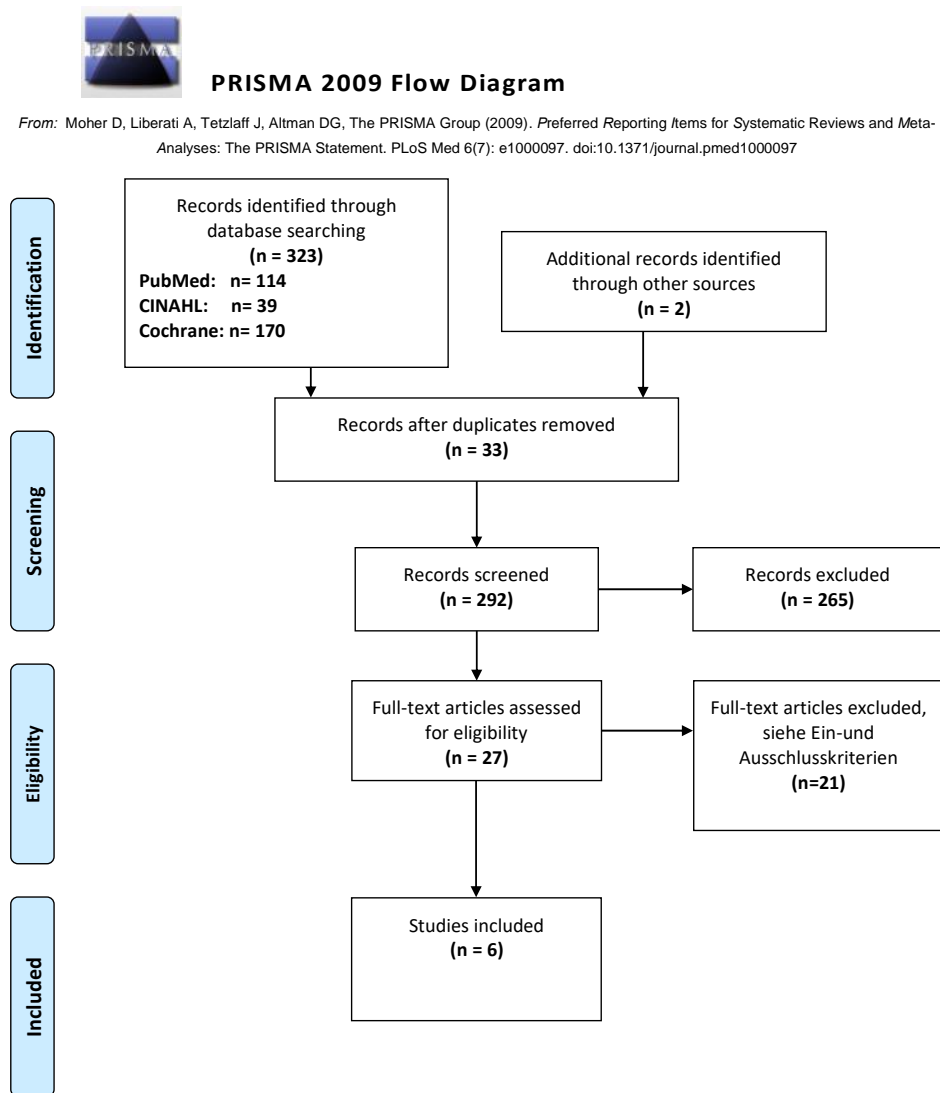 PRISMA
PRISMA 2009 Flow Diagram
From: Moher D, Liberati A, Tetzlaff J, Altman DG, The PRISMA Group (2009). Preferred Reporting Items for Systematic Reviews and Meta-
Analyses: The PRISMA Statement. PLoS Med 6(7): e1000097. doi:10.1371/journal.pmed1000097
Identification
Records identified through
database searching
(n = 323)
PubMed: n= 114
CINAHL: n= 39
Cochrane: n= 170
Additional records identified
through other sources
(n = 2)
Records after duplicates removed
(n = 33)
Screening
Records screened
(n = 292)
Records excluded
(n = 265)
Eligibility
Full-text articles assessed
for eligibility
(n = 27)
Full-text articles excluded,
siehe Ein-und
Ausschlusskriterien
(n=21)
Included
Studies included
(n = 6)